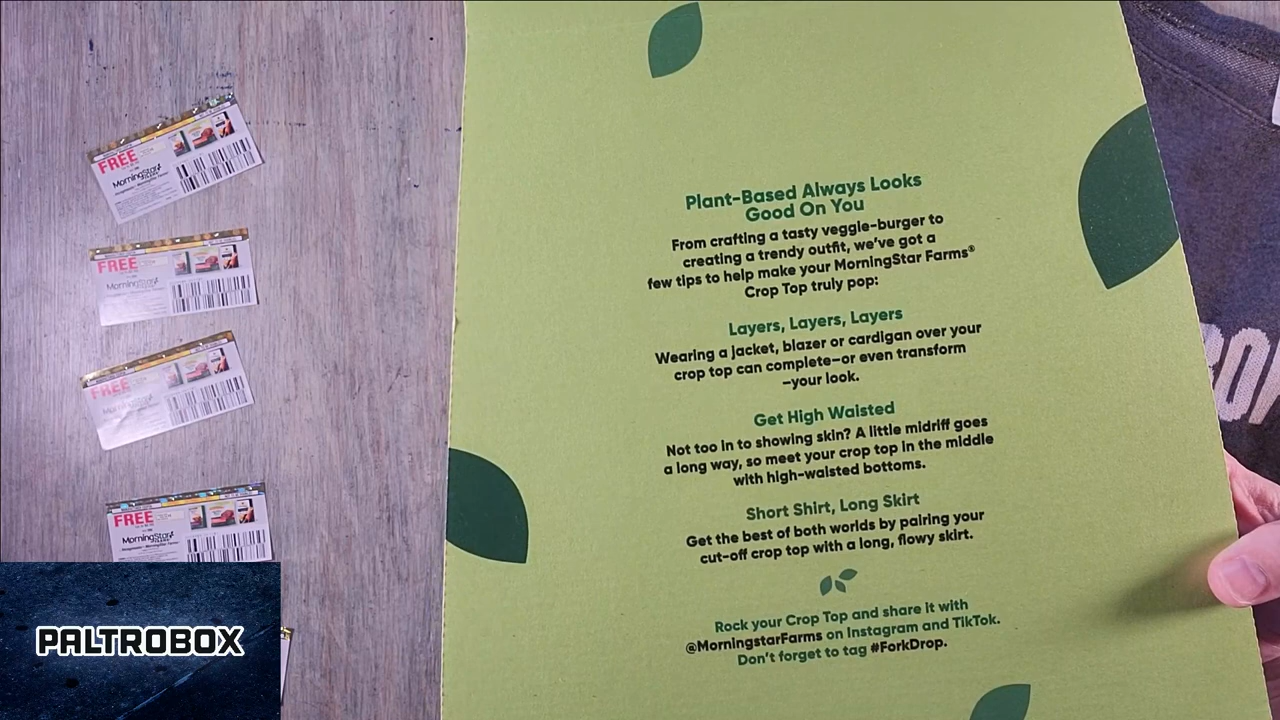 FREE
MorningStar
FREE
MorningStar
FREE
MorningStar
FREE
MorningStar
PALTROBOX
Plant-Based Always Looks
Good On You
From crafting a tasty veggie-burger to
creating a trendy outfit, we've got a
few tips to help make your MorningStar Farms®
Crop Top truly pop:
Layers, Layers, Layers
Wearing a jacket, blazer or cardigan over your
crop top can complete–or even transform
–your look.
Get High Waisted
Not too in to showing skin? A little midriff goes
a long way, so meet your crop top in the middle
with high-waisted bottoms.
Short Shirt, Long Skirt
Get the best of both worlds by pairing your
cut-off crop top with a long, flowy skirt.
Rock your Crop Top and share it with
@MorningstarFarms on Instagram and TikTok.
Don't forget to tag #ForkDrop.